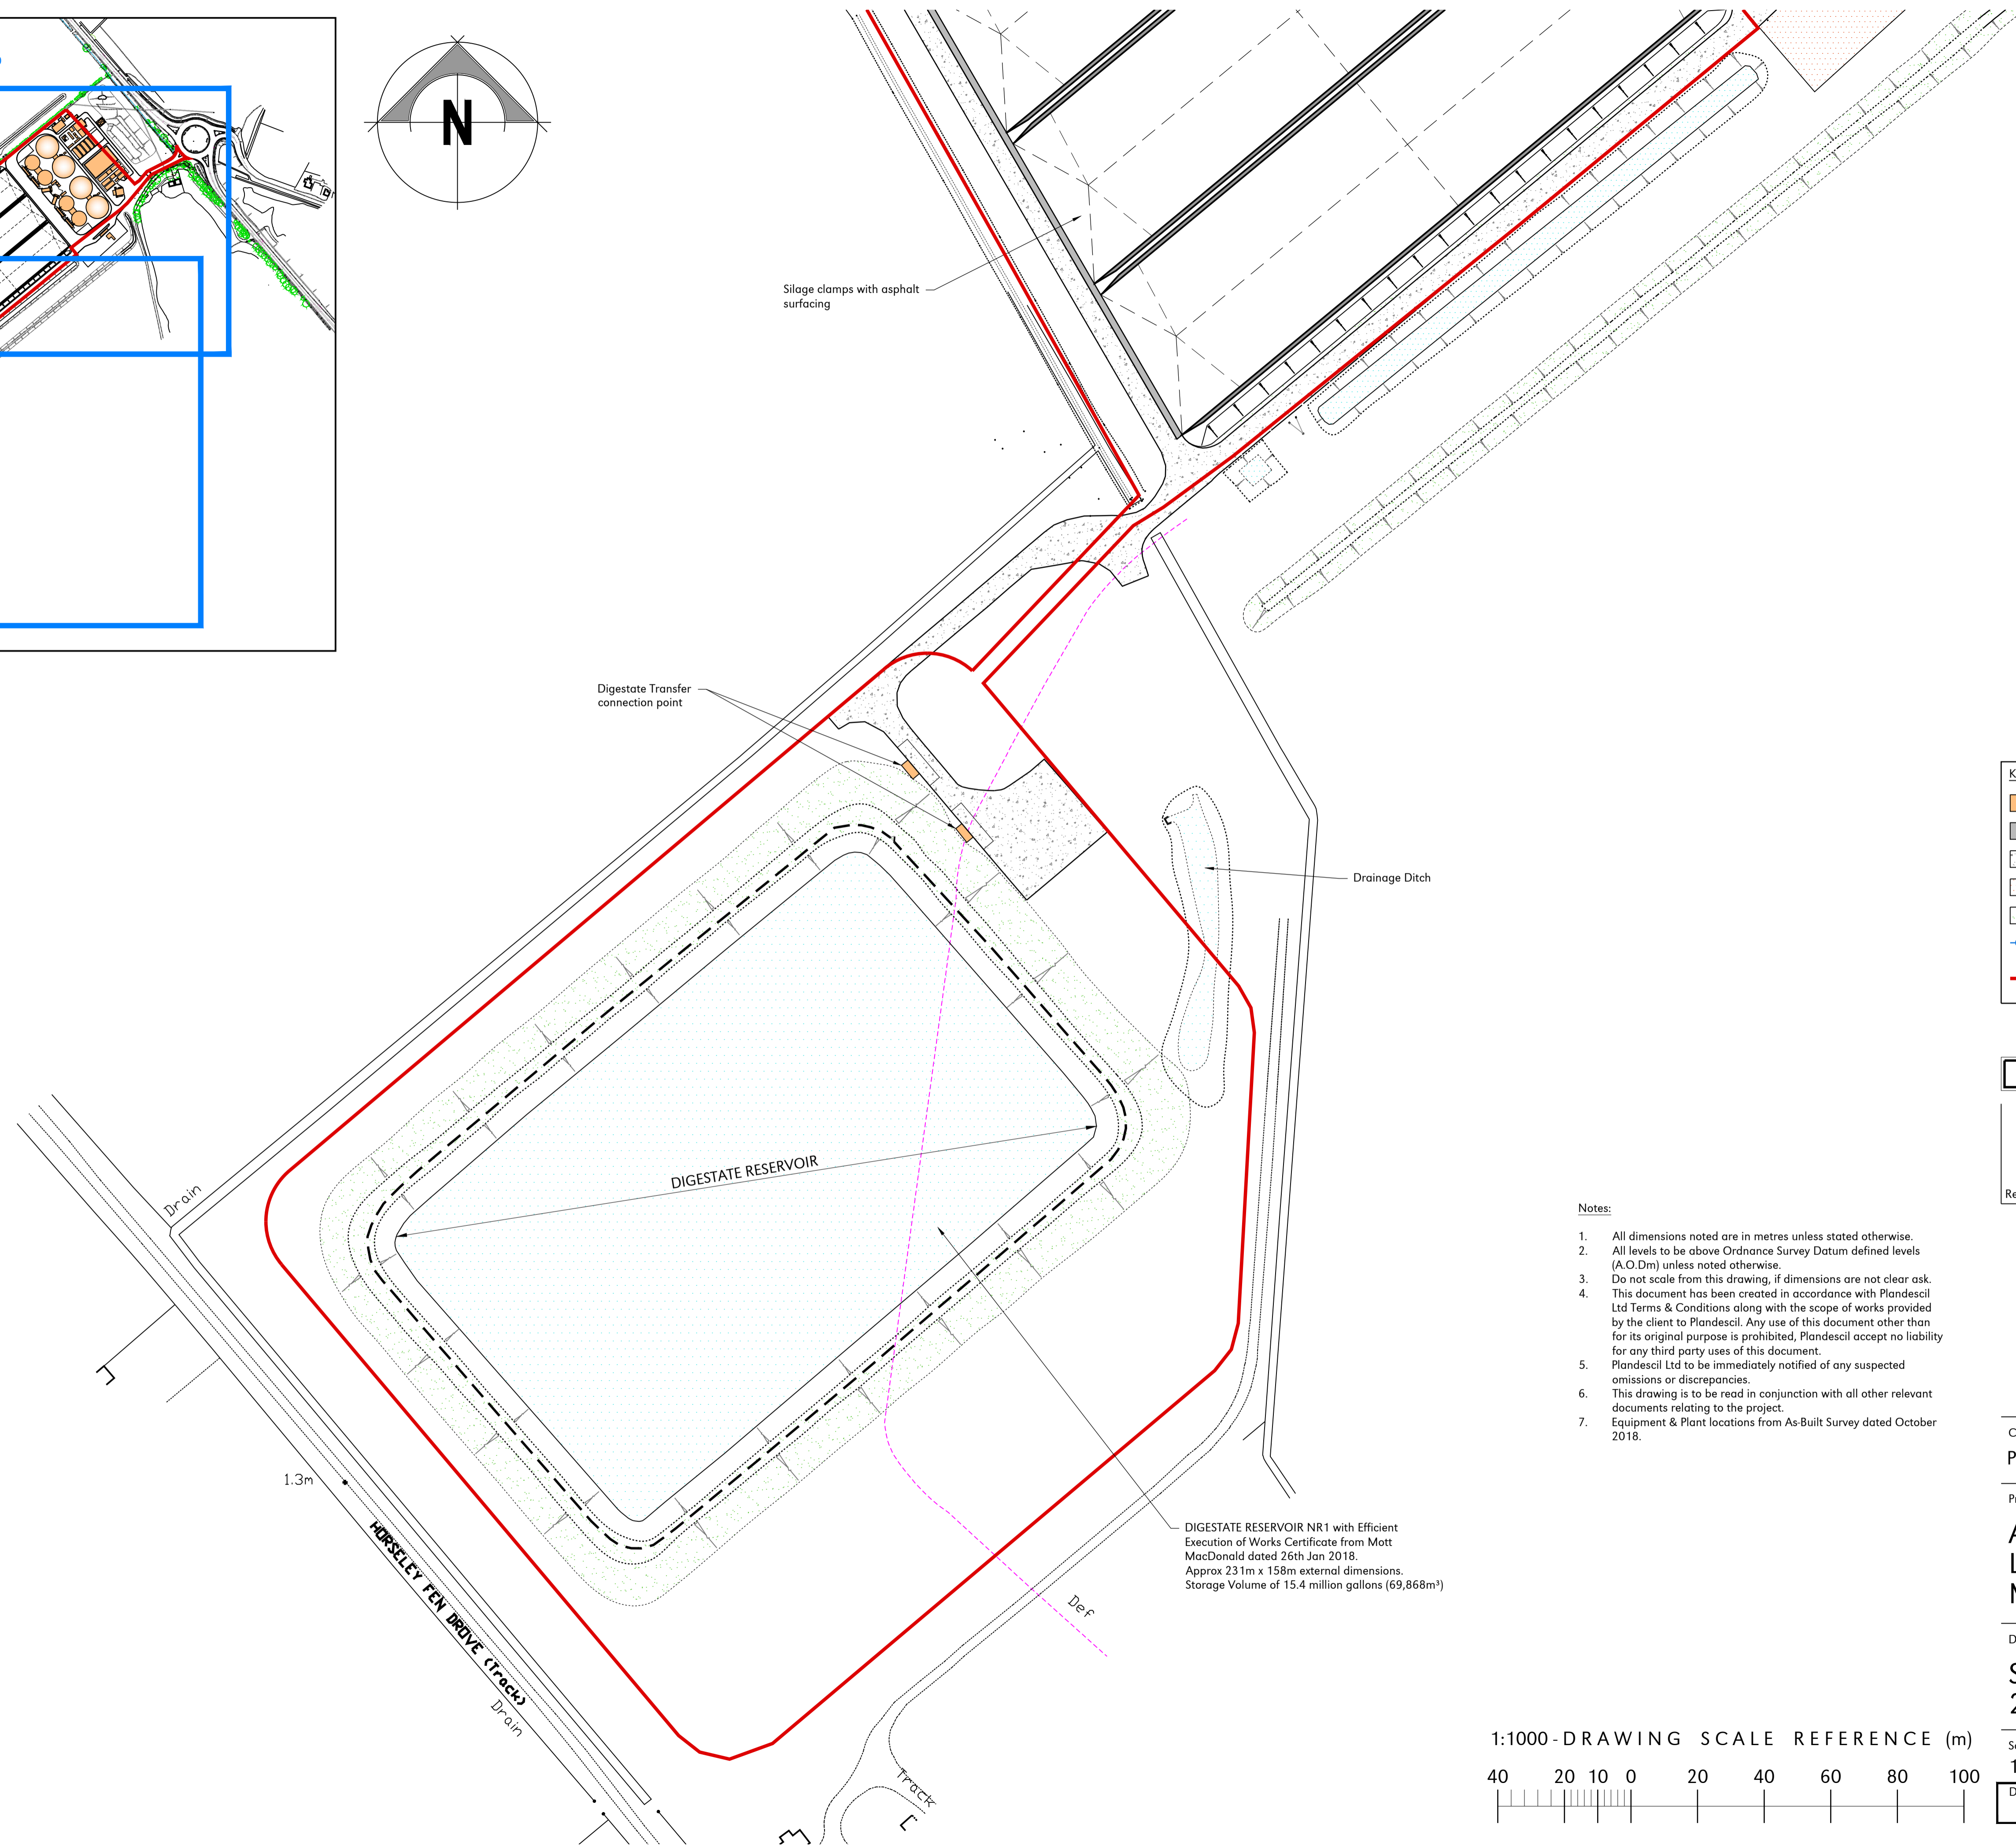 N
Silage clamps with asphalt
surfacing
Digestate Transfer
connection point
Drainage Ditch
DIGESTATE RESERVOIR
Drain
1.3m
HORSELEY FEN DROVE (Track)
Drain
Def
Track
DIGESTATE RESERVOIR NR1 with Efficient
Execution of Works Certificate from Mott
MacDonald dated 26th Jan 2018.
Approx 231m x 158m external dimensions.
Storage Volume of 15.4 million gallons (69,868m³)
Notes:
1. All dimensions noted are in metres unless stated otherwise.
2. All levels to be above Ordnance Survey Datum defined levels
(A.O.Dm) unless noted otherwise.
3. Do not scale from this drawing, if dimensions are not clear ask.
4. This document has been created in accordance with Plandescil
Ltd Terms & Conditions along with the scope of works provided
by the client to Plandescil. Any use of this document other than
for its original purpose is prohibited, Plandescil accept no liability
for any third party uses of this document.
5. Plandescil Ltd to be immediately notified of any suspected
omissions or discrepancies.
6. This drawing is to be read in conjunction with all other relevant
documents relating to the project.
7. Equipment & Plant locations from As-Built Survey dated October
2018.
1:1000 - DRAWING SCALE REFERENCE (m)
40 20 10 0 20 40 60 80 100